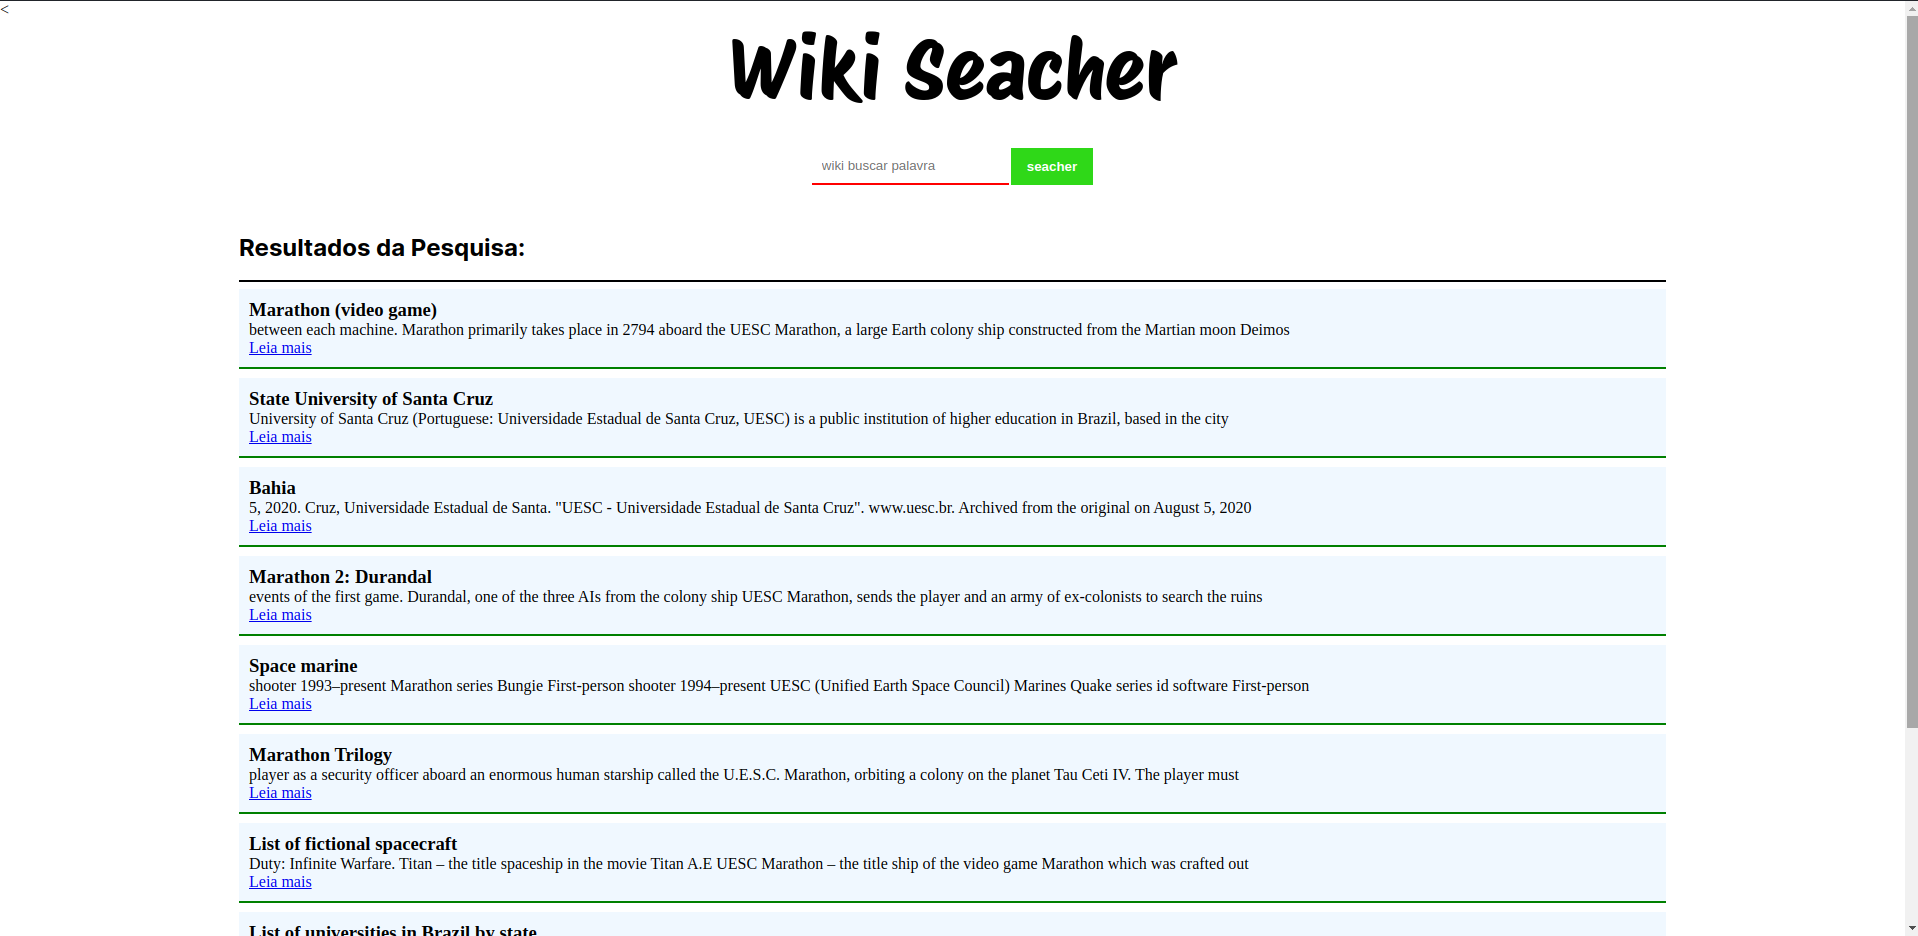 <
Wiki Seacher
wiki buscar palavra
seacher
Resultados da Pesquisa:
Marathon (video game)
between each machine. Marathon primarily takes place in 2794 aboard the UESC Marathon, a large Earth colony ship constructed from the Martian moon Deimos
Leia mais
State University of Santa Cruz
University of Santa Cruz (Portuguese: Universidade Estadual de Santa Cruz, UESC) is a public institution of higher education in Brazil, based in the city
Leia mais
Bahia
5, 2020. Cruz, Universidade Estadual de Santa. "UESC - Universidade Estadual de Santa Cruz". www.uesc.br. Archived from the original on August 5, 2020
Leia mais
Marathon 2: Durandal
events of the first game. Durandal, one of the three AIs from the colony ship UESC Marathon, sends the player and an army of ex-colonists to search the ruins
Leia mais
Space marine
shooter 1993–present Marathon series Bungie First-person shooter 1994–present UESC (Unified Earth Space Council) Marines Quake series id software First-person
Leia mais
Marathon Trilogy
player as a security officer aboard an enormous human starship called the U.E.S.C. Marathon, orbiting a colony on the planet Tau Ceti IV. The player must
Leia mais
List of fictional spacecraft
Duty: Infinite Warfare. Titan – the title spaceship in the movie Titan A.E UESC Marathon – the title ship of the video game Marathon which was crafted out
Leia mais
List of universities in Brazil by state